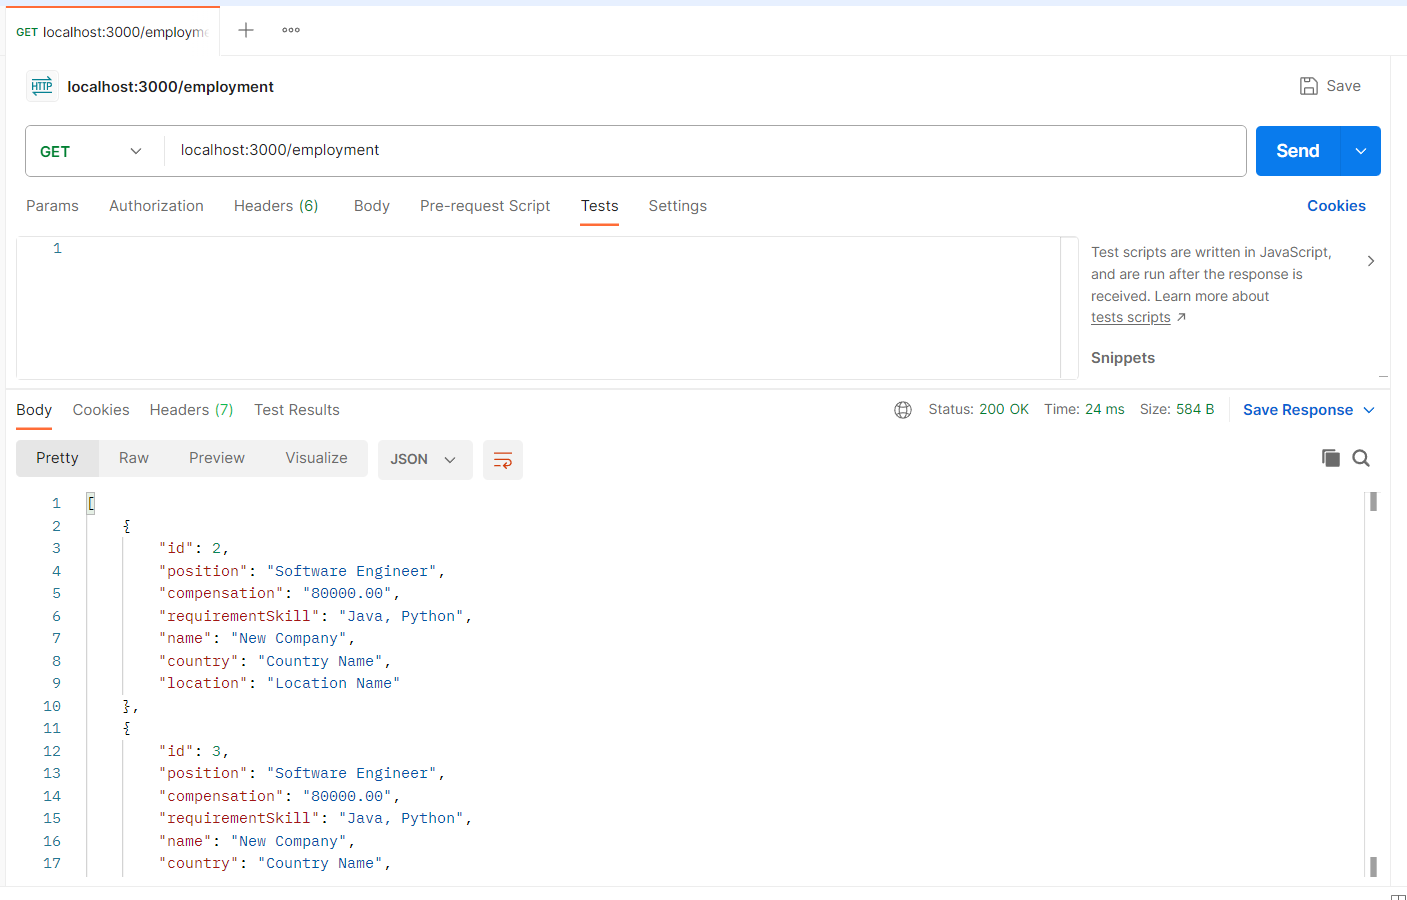 GET localhost:3000/employm
HTTP localhost:3000/employment
Save
GET localhost:3000/employment
Send
Params Authorization Headers (6) Body Pre-request Script Tests Settings Cookies
1
Test scripts are written in JavaScript,
and are run after the response is
received. Learn more about
tests scripts ↗
Snippets
Body Cookies Headers (7) Test Results Status: 200 OK Time: 24 ms Size: 584 B Save Response
Pretty Raw Preview Visualize JSON
1 [
2 {
3 "id": 2,
4 "position": "Software Engineer",
5 "compensation": "80000.00",
6 "requirementSkill": "Java, Python",
7 "name": "New Company",
8 "country": "Country Name",
9 "location": "Location Name"
10 },
11 {
12 "id": 3,
13 "position": "Software Engineer",
14 "compensation": "80000.00",
15 "requirementSkill": "Java, Python",
16 "name": "New Company",
17 "country": "Country Name",